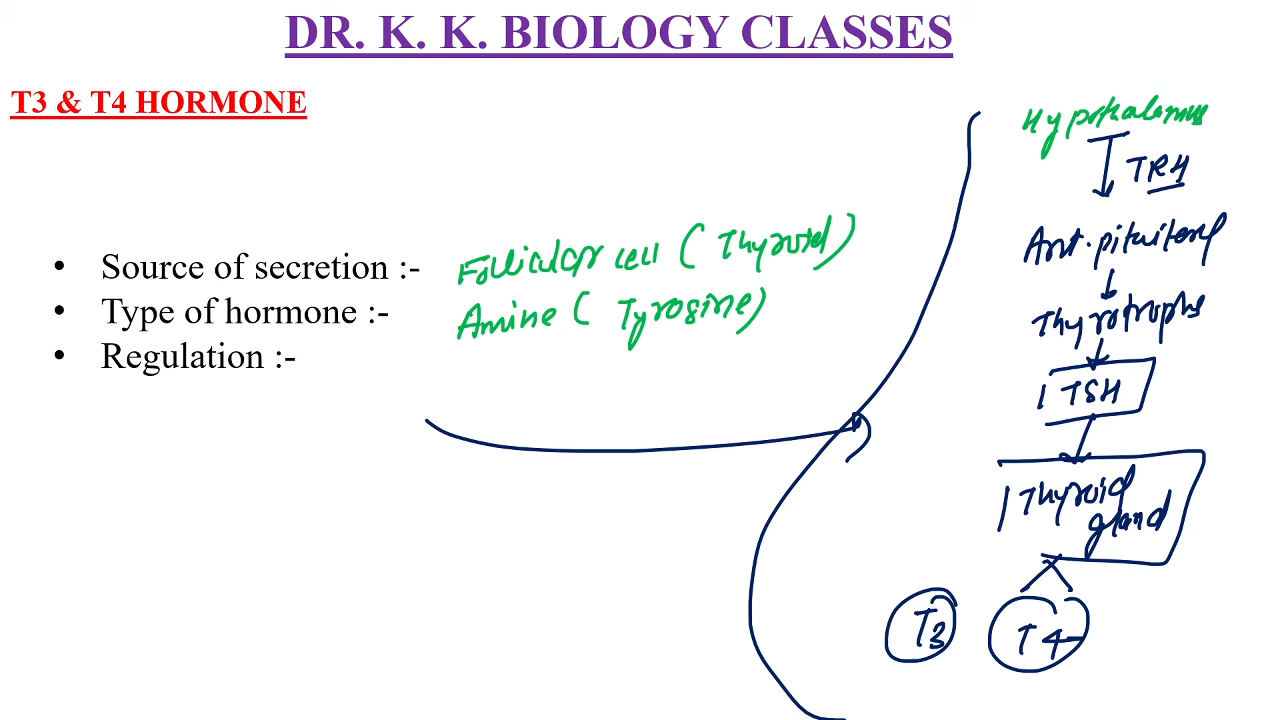 DR. K. K. BIOLOGY CLASSES
T3 & T4 HORMONE
• Source of secretion :- Follicular cell (Thyroid)
• Type of hormone :- Amine (Tyrosine)
• Regulation :-
Hypothalamus
TRH
Ant. pituitary
Thyrotrophs
TSH
Thyroid
gland
T3 T4